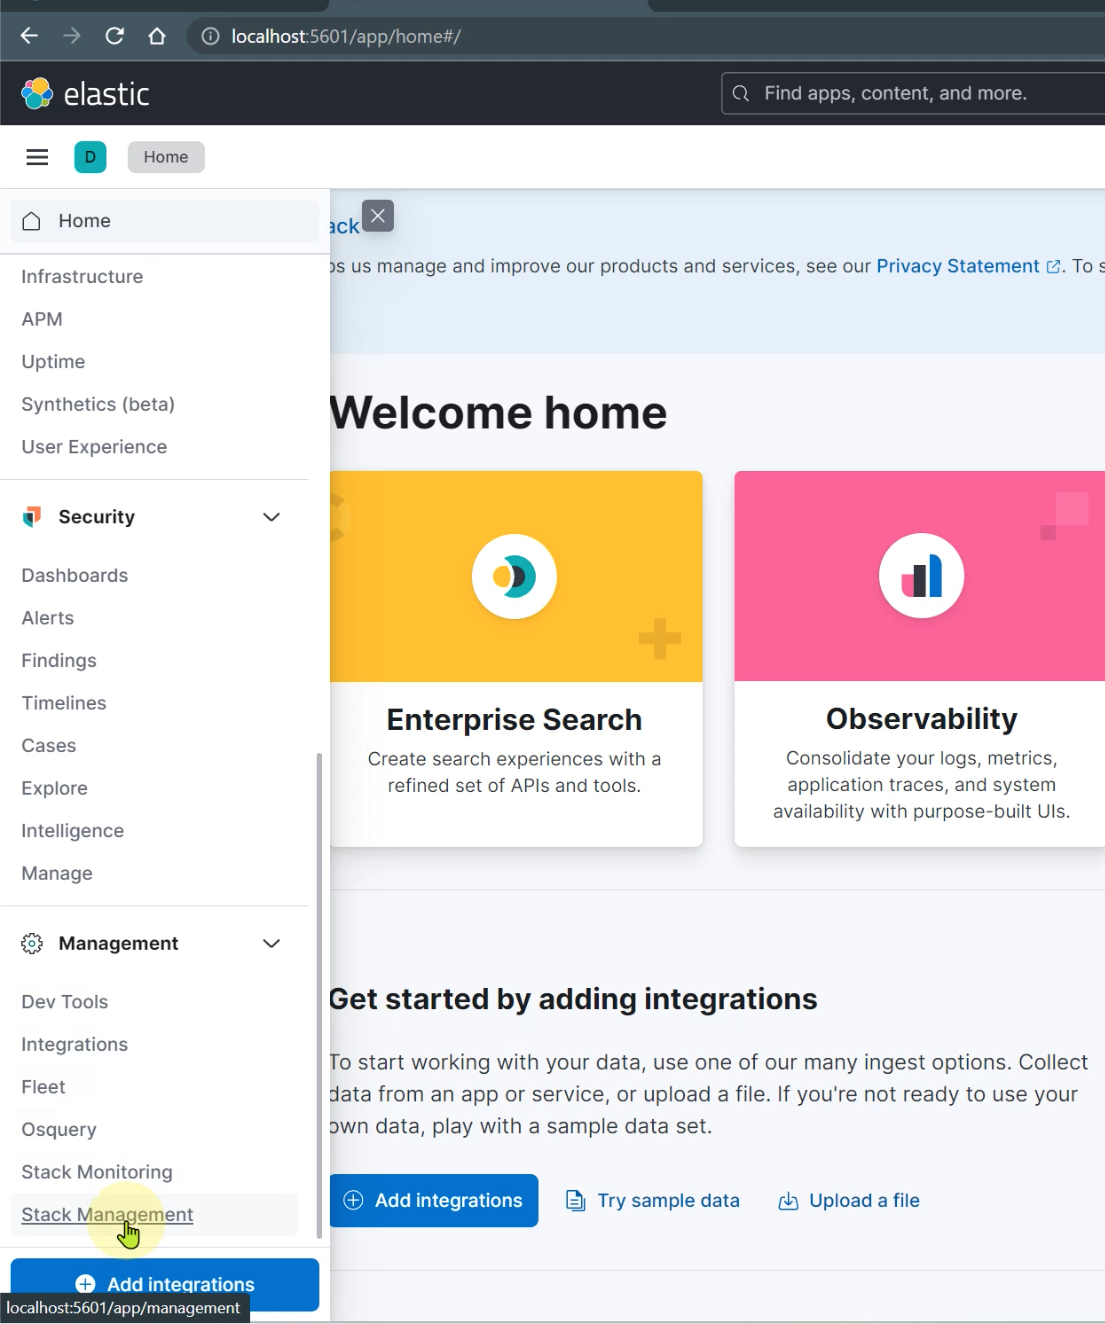 localhost:5601/app/home#/
elastic
Find apps, content, and more.
D
Home
Home
Infrastructure
APM
Uptime
Synthetics (beta)
User Experience
Security
Dashboards
Alerts
Findings
Timelines
Cases
Explore
Intelligence
Manage
Management
Dev Tools
Integrations
Fleet
Osquery
Stack Monitoring
Stack Management
Add integrations
localhost:5601/app/management
ack
us manage and improve our products and services, see our Privacy Statement. To
Welcome home
Enterprise Search
Create search experiences with a
refined set of APIs and tools.
Observability
Consolidate your logs, metrics,
application traces, and system
availability with purpose-built UIs.
Get started by adding integrations
To start working with your data, use one of our many ingest options. Collect
data from an app or service, or upload a file. If you're not ready to use your
own data, play with a sample data set.
Add integrations
Try sample data
Upload a file